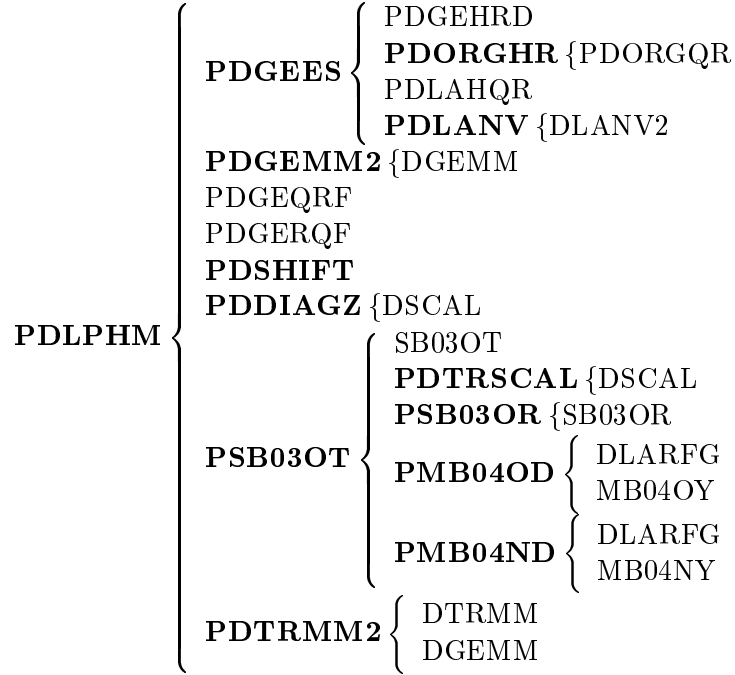 PDGEHRD
PDORGHR {PDORGQR
PDGEES
PDLAHQR
PDLANV {DLANV2
PDGEMM2 {DGEMM
PDGEQRF
PDGERQF
PDSHIFT
PDDIAGZ {DSCAL
PDLPHM
SB03OT
PDTRSCAL {DSCAL
PSB03OR {SB03OR
PSB03OT
DLARFG
PMB04OD
MB04OY
DLARFG
PMB04ND
MB04NY
DTRMM
PDTRMM2
DGEMM